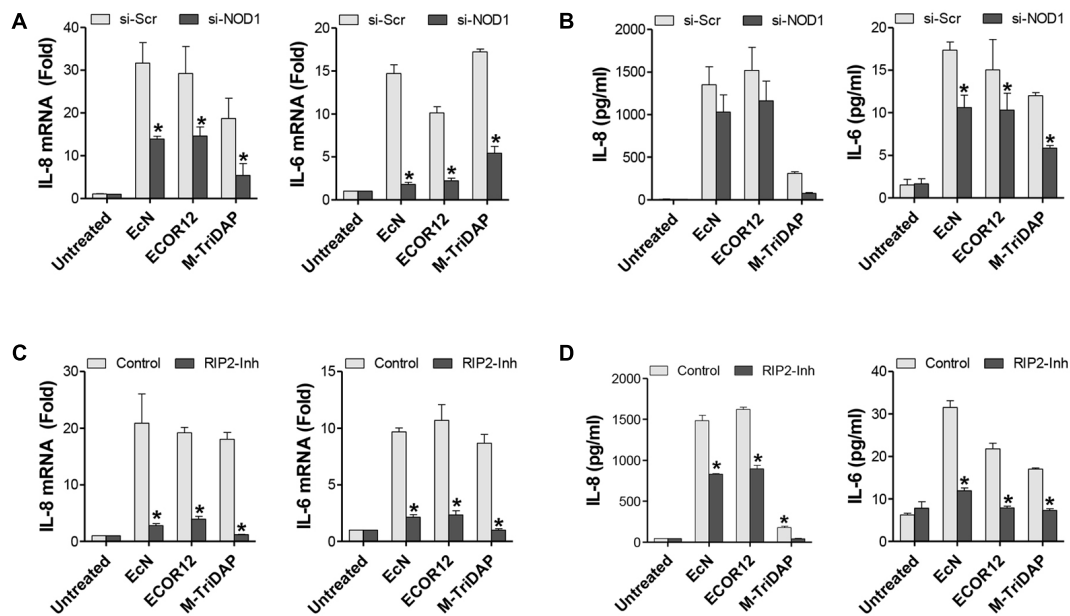 A
si-Scr si-NOD1
IL-8 mRNA (Fold)
40
30
20
10
0
Untreated
EcN
ECOR12
M-TriDAP
*
*
*
si-Scr si-NOD1
IL-6 mRNA (Fold)
20
15
10
5
0
Untreated
EcN
ECOR12
M-TriDAP
*
*
*
B
si-Scr si-NOD1
IL-8 (pg/ml)
2000
1500
1000
500
0
Untreated
EcN
ECOR12
M-TriDAP
si-Scr si-NOD1
IL-6 (pg/ml)
20
15
10
5
0
Untreated
EcN
ECOR12
M-TriDAP
*
*
*
C
Control RIP2-Inh
IL-8 mRNA (Fold)
30
20
10
0
Untreated
EcN
ECOR12
M-TriDAP
*
*
*
Control RIP2-Inh
IL-6 mRNA (Fold)
15
10
5
0
Untreated
EcN
ECOR12
M-TriDAP
*
*
*
D
Control RIP2-Inh
IL-8 (pg/ml)
2000
1500
1000
500
0
Untreated
EcN
ECOR12
M-TriDAP
*
*
*
Control RIP2-Inh
IL-6 (pg/ml)
40
30
20
10
0
Untreated
EcN
ECOR12
M-TriDAP
*
*
*